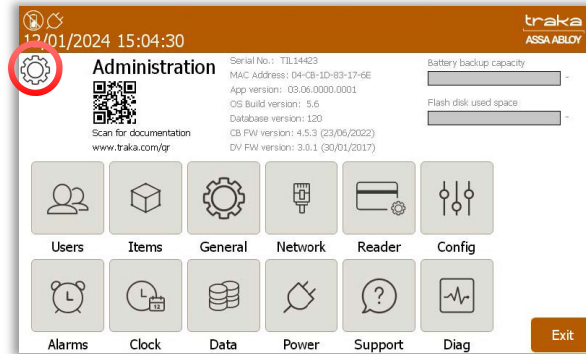 traka
12/01/2024 15:04:30
ASSA ABLOY
Administration
Scan for documentation
www.traka.com/qr
Serial No.: TIL14423
MAC Address: 04-CB-1D-83-17-6E
App version: 03.06.0000.0001
OS Build version: 5.6
Database version: 120
CB FW version: 4.5.3 (23/06/2022)
DV FW version: 3.0.1 (30/01/2017)
Battery backup capacity
-
Flash disk used space
-
Users
Items
General
Network
Reader
Config
12
Alarms
Clock
Data
Power
Support
Diag
Exit